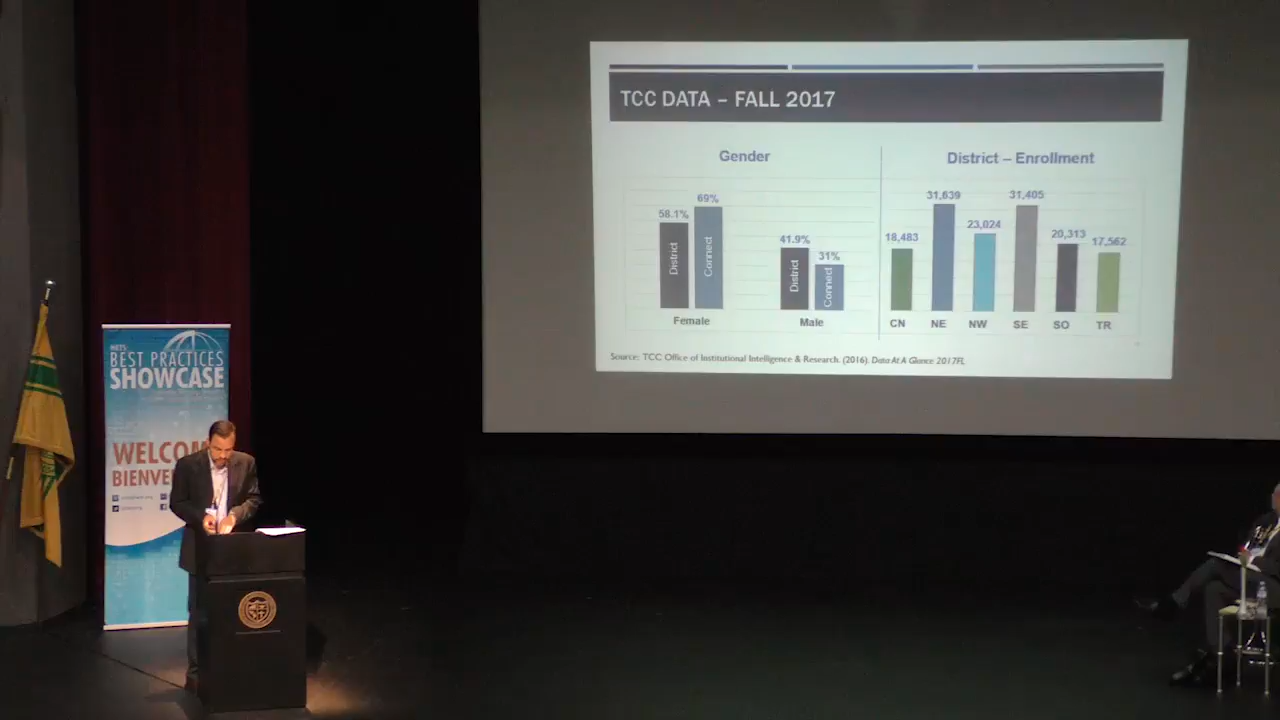 TCC DATA – FALL 2017
Gender
69%
58.1%
41.9%
31%
District
Connect
District
Connect
Female
Male
District – Enrollment
31,639
31,405
23,024
20,313
18,483
17,562
CN
NE
NW
SE
SO
TR
Source: TCC Office of Institutional Intelligence & Research. (2016). Data At A Glance 2017FL
HETS
BEST PRACTICES
SHOWCASE
WELCOM
BIENVE